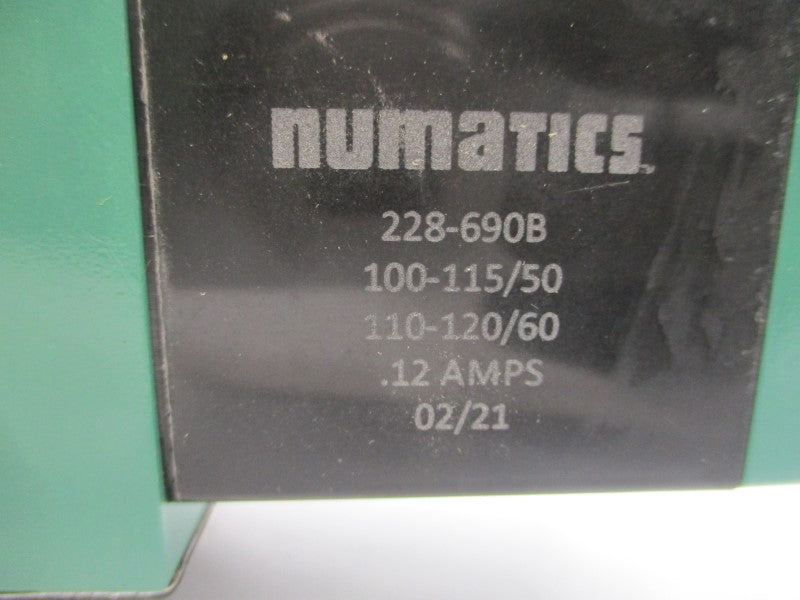 numatics
228-690B
100-115/50
110-120/60
.12 AMPS
02/21